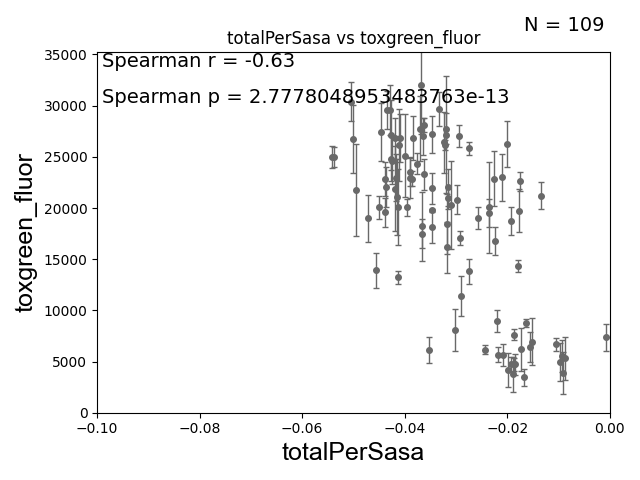 N = 109
totalPerSasa vs toxgreen_fluor
Spearman r = -0.63
Spearman p = 2.7778048953483763e-13
toxgreen_fluor
35000
30000
25000
20000
15000
10000
5000
0
−0.10 −0.08 −0.06 −0.04 −0.02 0.00
totalPerSasa